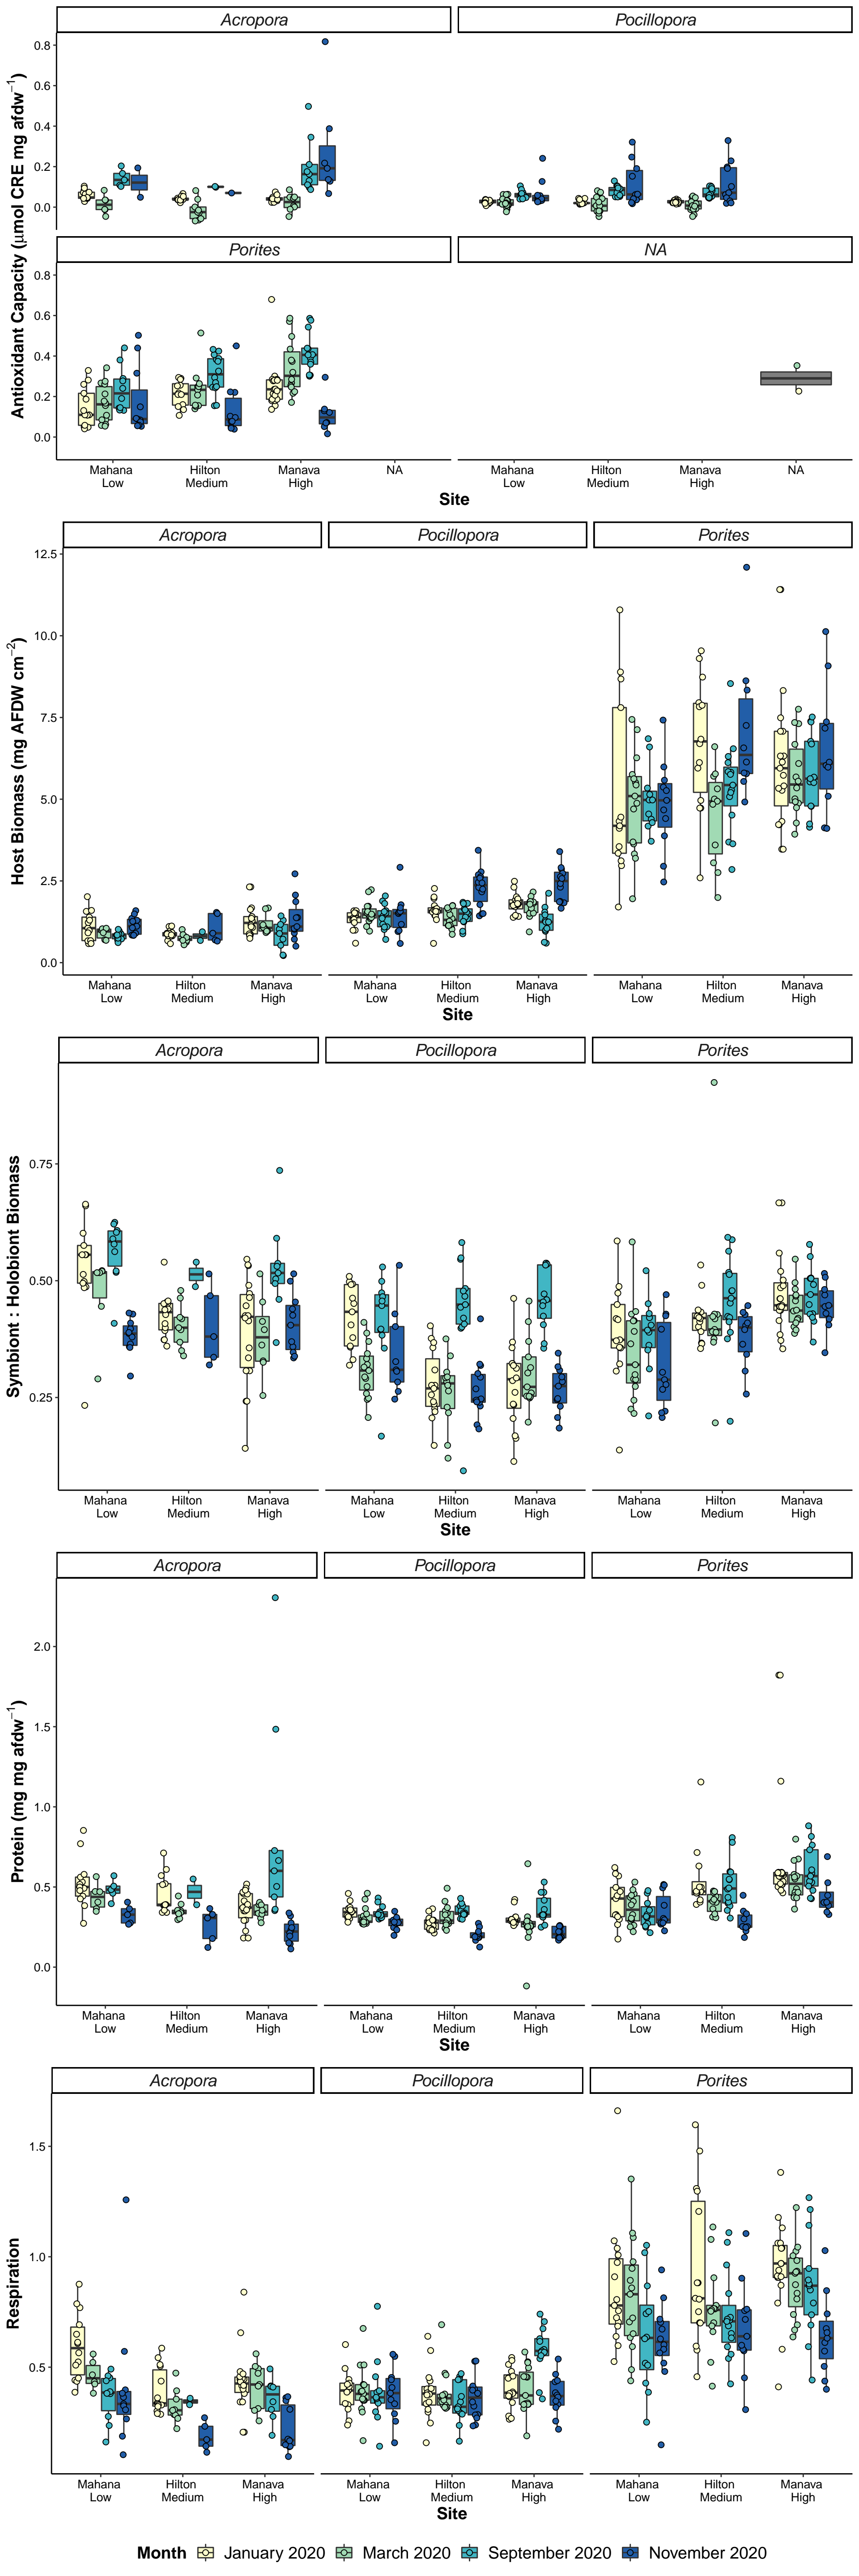 Acropora Pocillopora
Antioxidant Capacity (μmol CRE mg afdw⁻¹)
0.8
0.6
0.4
0.2
0.0
Porites NA
0.8
0.6
0.4
0.2
0.0
Mahana Hilton Manava NA Mahana Hilton Manava NA
Low Medium High Low Medium High
Site
Acropora Pocillopora Porites
Host Biomass (mg AFDW cm⁻²)
12.5
10.0
7.5
5.0
2.5
0.0
Mahana Hilton Manava Mahana Hilton Manava Mahana Hilton Manava
Low Medium High Low Medium High Low Medium High
Site
Acropora Pocillopora Porites
Symbiont : Holobiont Biomass
0.75
0.50
0.25
Mahana Hilton Manava Mahana Hilton Manava Mahana Hilton Manava
Low Medium High Low Medium High Low Medium High
Site
Acropora Pocillopora Porites
Protein (mg mg afdw⁻¹)
2.0
1.5
1.0
0.5
0.0
Mahana Hilton Manava Mahana Hilton Manava Mahana Hilton Manava
Low Medium High Low Medium High Low Medium High
Site
Acropora Pocillopora Porites
Respiration
1.5
1.0
0.5
Mahana Hilton Manava Mahana Hilton Manava Mahana Hilton Manava
Low Medium High Low Medium High Low Medium High
Site
Month January 2020 March 2020 September 2020 November 2020